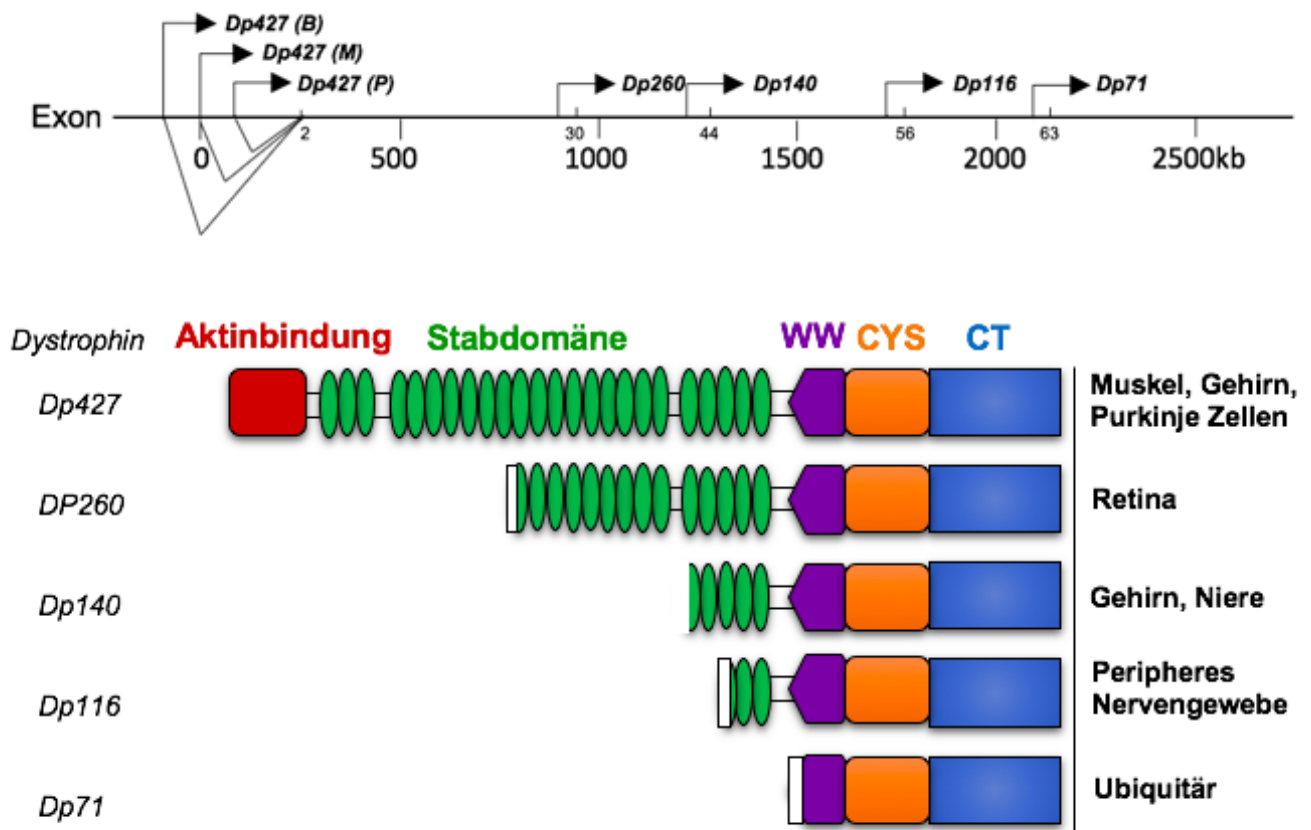 Dp427 (B)
Dp427 (M)
Dp427 (P)
Dp260
Dp140
Dp116
Dp71
Exon
2
30
44
56
63
0
500
1000
1500
2000
2500kb
Dystrophin
Aktinbindung
Stabdomäne
WW
CYS
CT
Dp427
Muskel, Gehirn,
Purkinje Zellen
DP260
Retina
Dp140
Gehirn, Niere
Dp116
Peripheres
Nervengewebe
Dp71
Ubiquitär